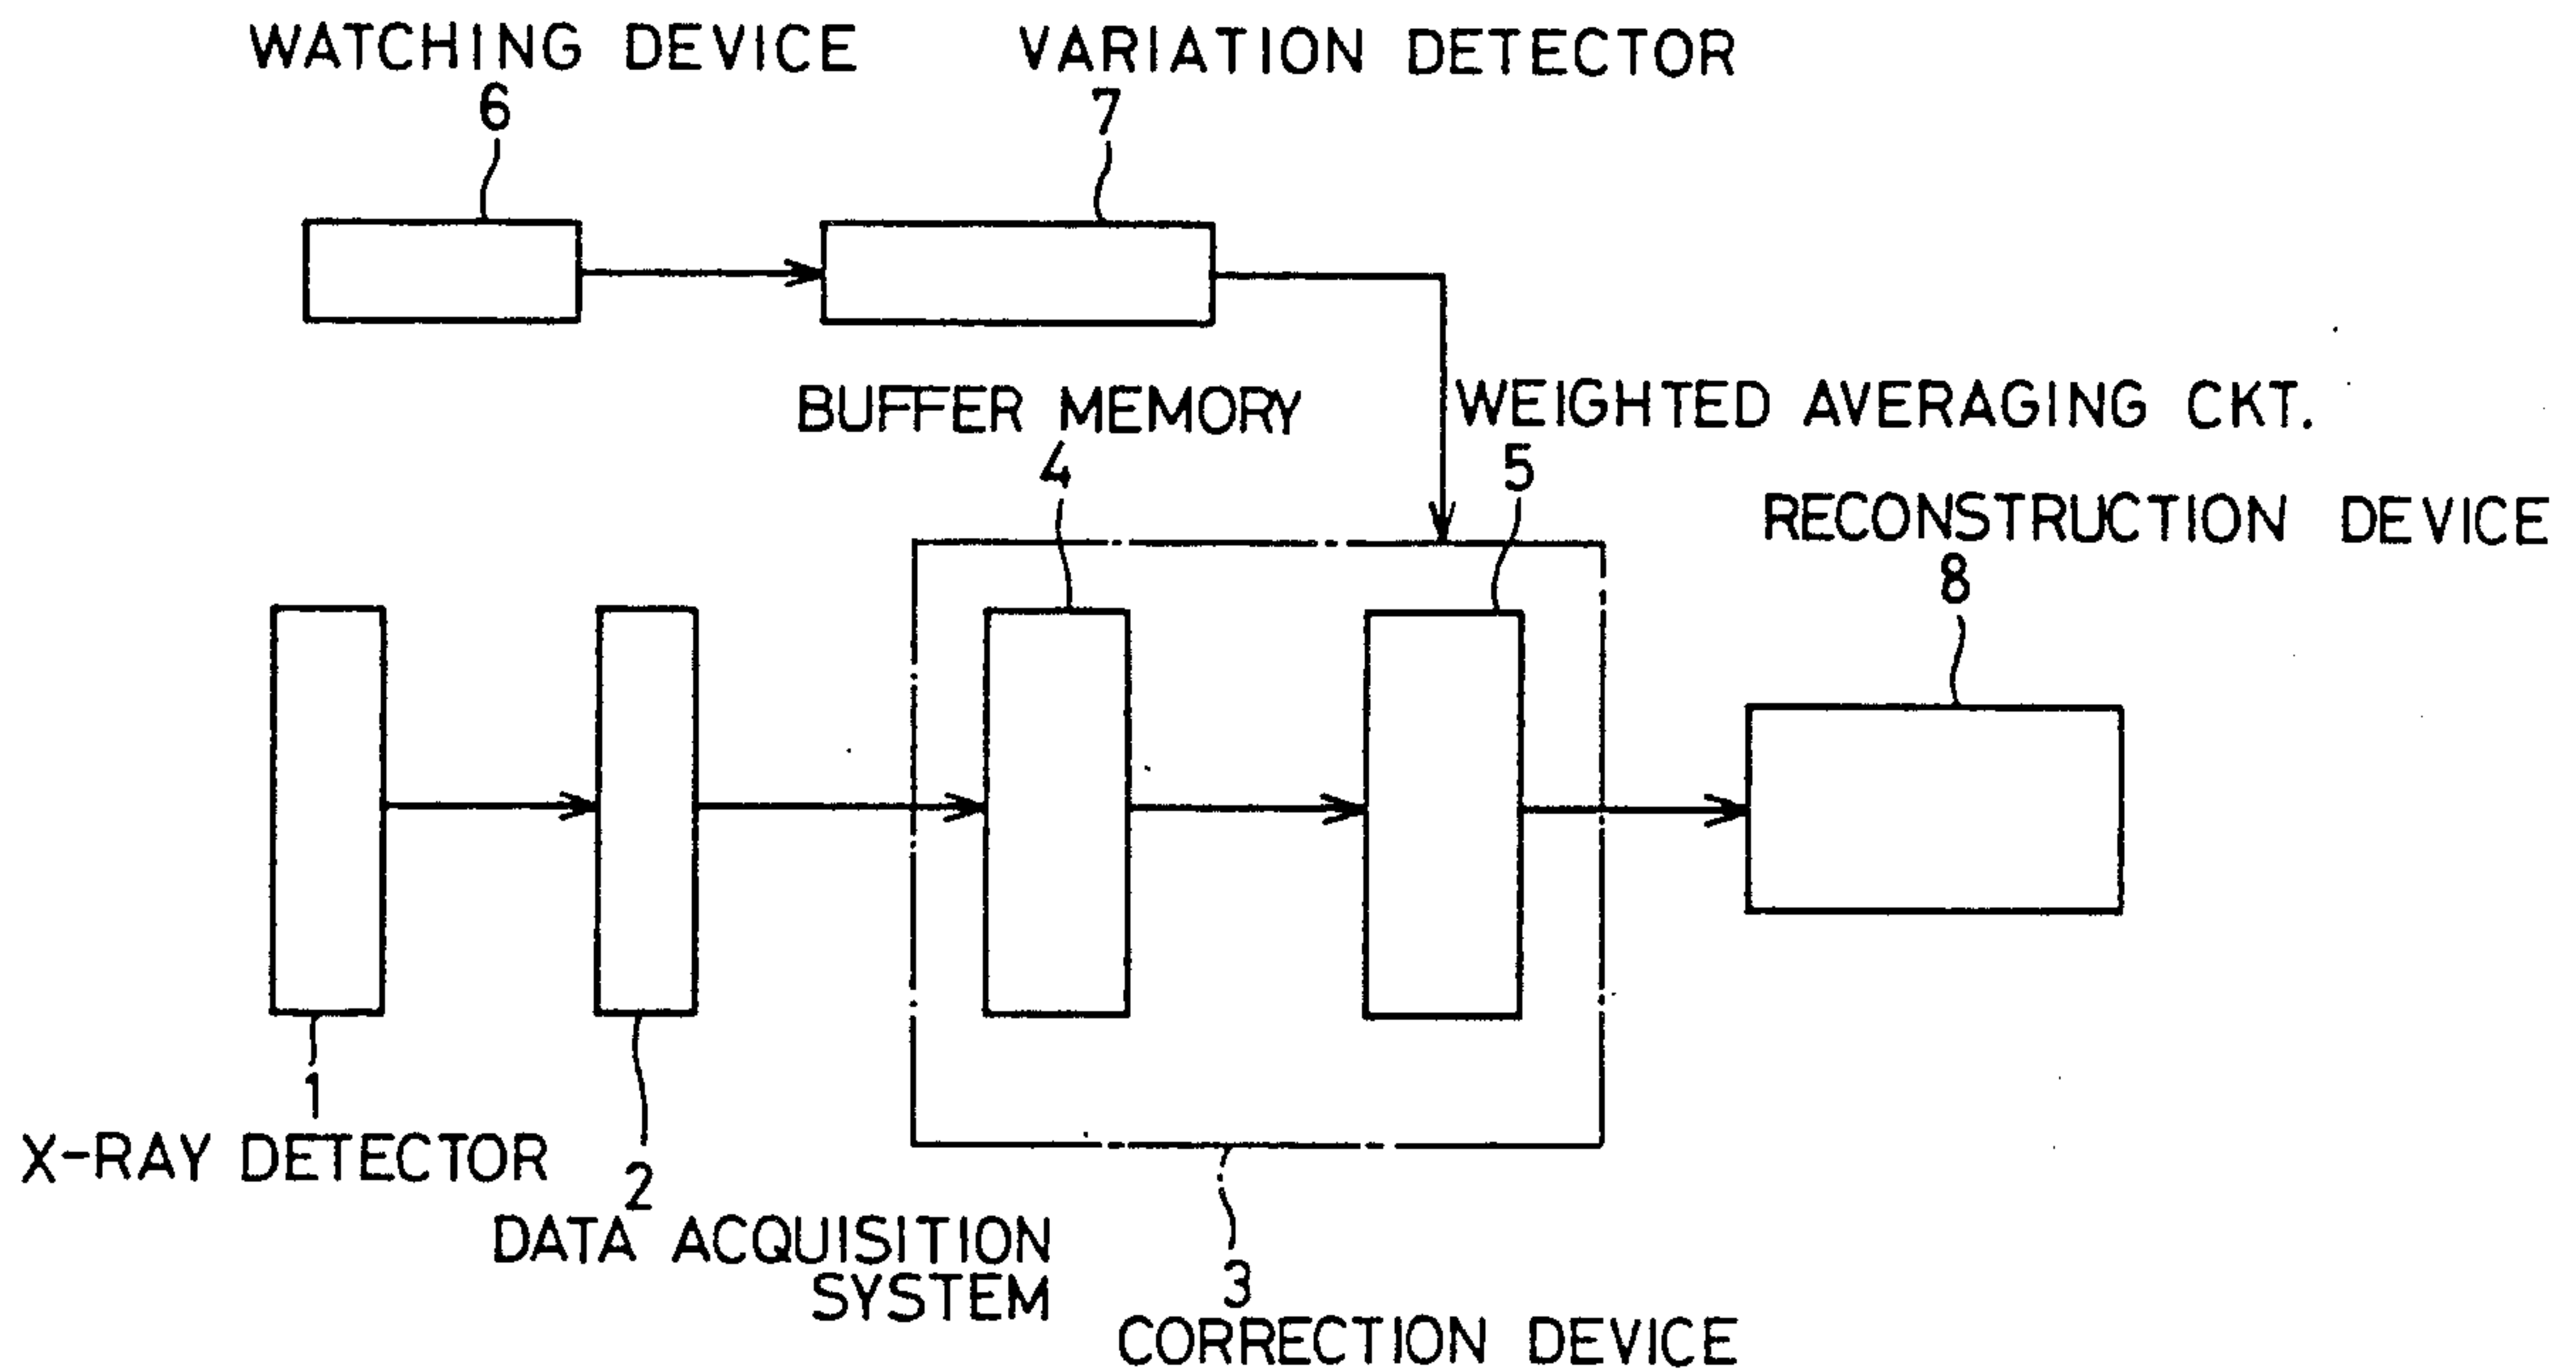 WATCHING DEVICE
6
VARIATION DETECTOR
7
BUFFER MEMORY
4
WEIGHTED AVERAGING CKT.
5
RECONSTRUCTION DEVICE
8
1
X-RAY DETECTOR
2
DATA ACQUISITION
SYSTEM
3
CORRECTION DEVICE